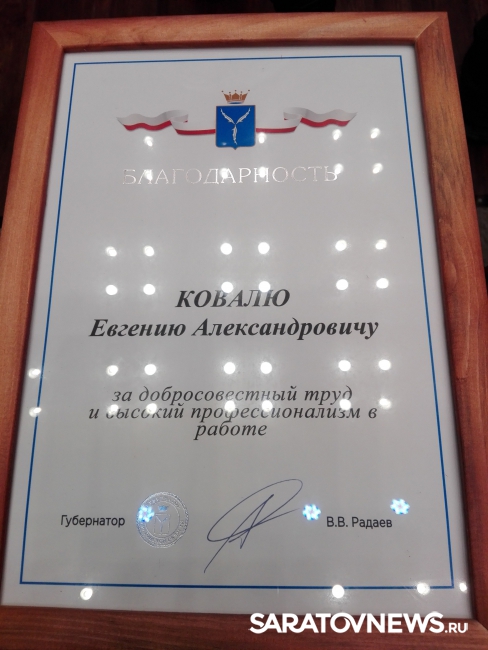 БЛАГОДАРНОСТЬ
КОВАЛЮ
Евгению Александровичу
за добросовестный труд
и высокий профессионализм в
работе
Губернатор
В.В. Радаев
SARATOVNEWS.RU